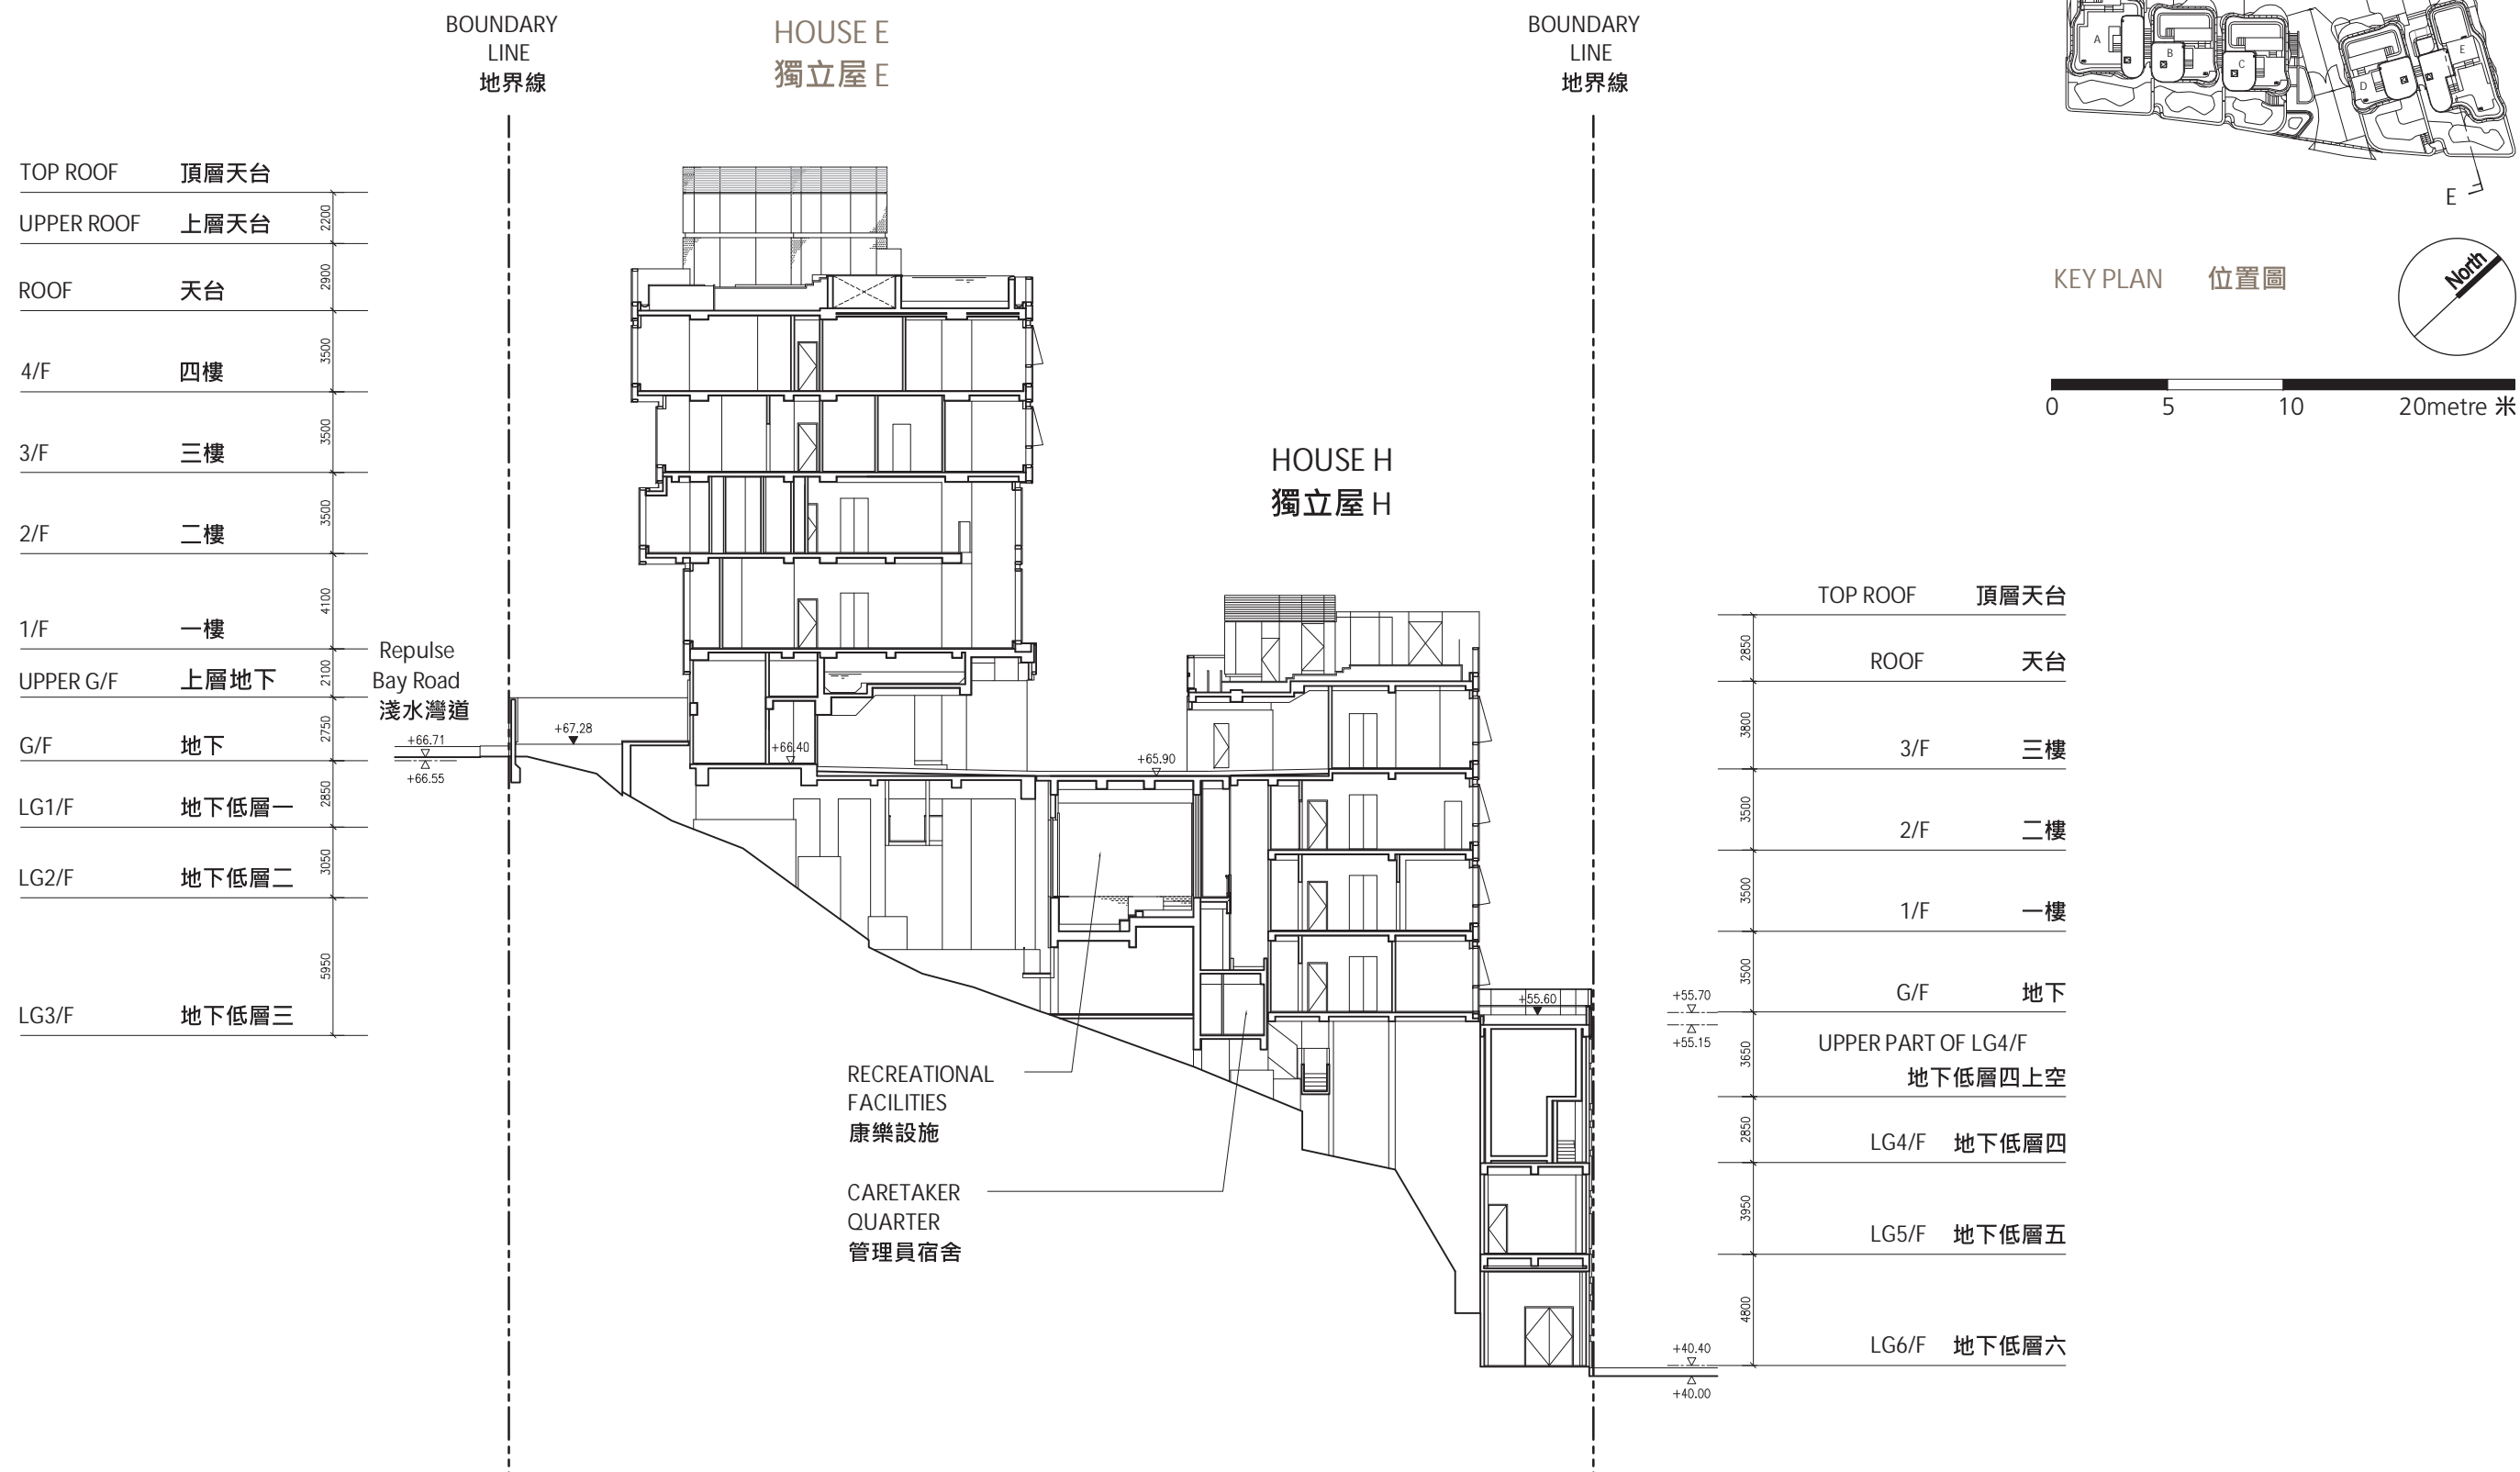 BOUNDARY
LINE
地界線
HOUSE E
獨立屋 E
BOUNDARY
LINE
地界線
A
B
C
D
E
E
KEY PLAN 位置圖
North
0 5 10 20metre 米
TOP ROOF 頂層天台
2200
UPPER ROOF 上層天台
2900
ROOF 天台
3500
4/F 四樓
3500
3/F 三樓
3500
2/F 二樓
4100
1/F 一樓
2100
UPPER G/F 上層地下
2750
G/F 地下
2850
LG1/F 地下低層一
3050
LG2/F 地下低層二
5950
LG3/F 地下低層三
Repulse
Bay Road
淺水灣道
+66.71
+66.55
+67.28
+66.40
+65.90
HOUSE H
獨立屋 H
RECREATIONAL
FACILITIES
康樂設施
CARETAKER
QUARTER
管理員宿舍
+55.60
+55.70
+55.15
+40.40
+40.00
TOP ROOF 頂層天台
2850
ROOF 天台
3800
3/F 三樓
3500
2/F 二樓
3500
1/F 一樓
3500
G/F 地下
3650
UPPER PART OF LG4/F
地下低層四上空
2850
LG4/F 地下低層四
3950
LG5/F 地下低層五
4800
LG6/F 地下低層六